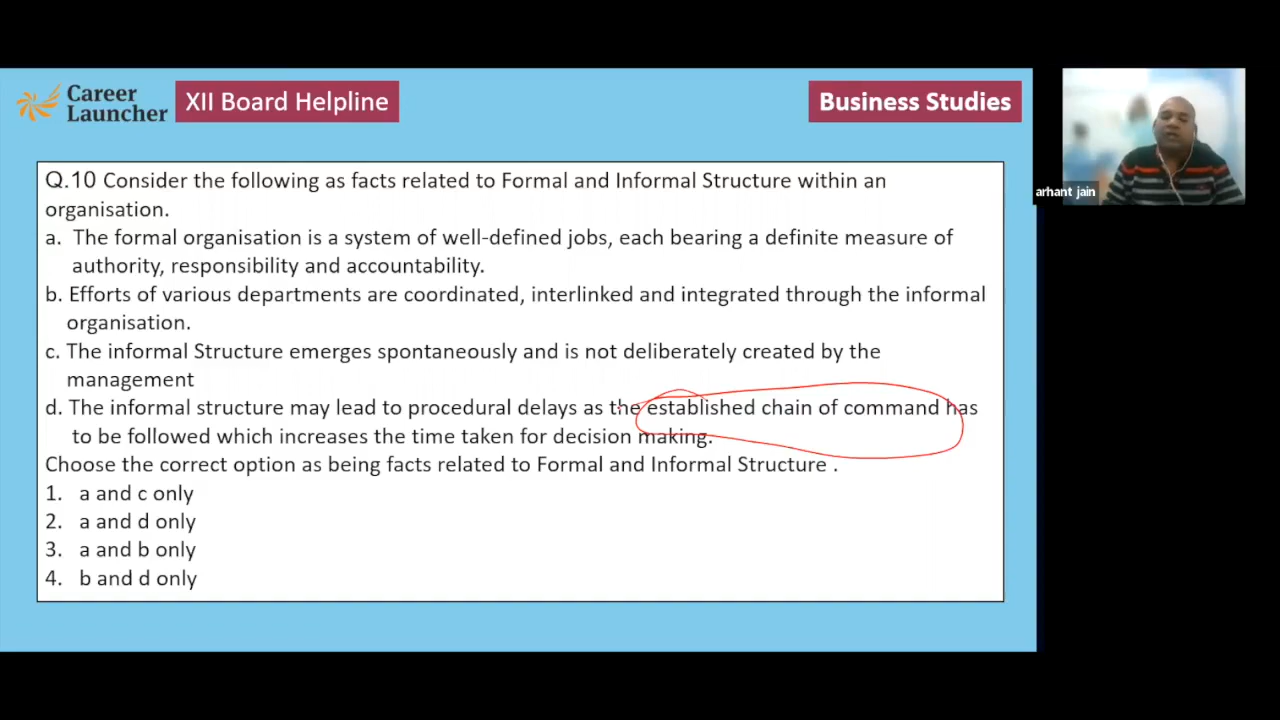 Career
Launcher
XII Board Helpline
Business Studies
arhant jain
Q.10 Consider the following as facts related to Formal and Informal Structure within an
organisation.
a. The formal organisation is a system of well-defined jobs, each bearing a definite measure of
authority, responsibility and accountability.
b. Efforts of various departments are coordinated, interlinked and integrated through the informal
organisation.
c. The informal Structure emerges spontaneously and is not deliberately created by the
management
d. The informal structure may lead to procedural delays as the established chain of command has
to be followed which increases the time taken for decision making.
Choose the correct option as being facts related to Formal and Informal Structure .
1. a and c only
2. a and d only
3. a and b only
4. b and d only